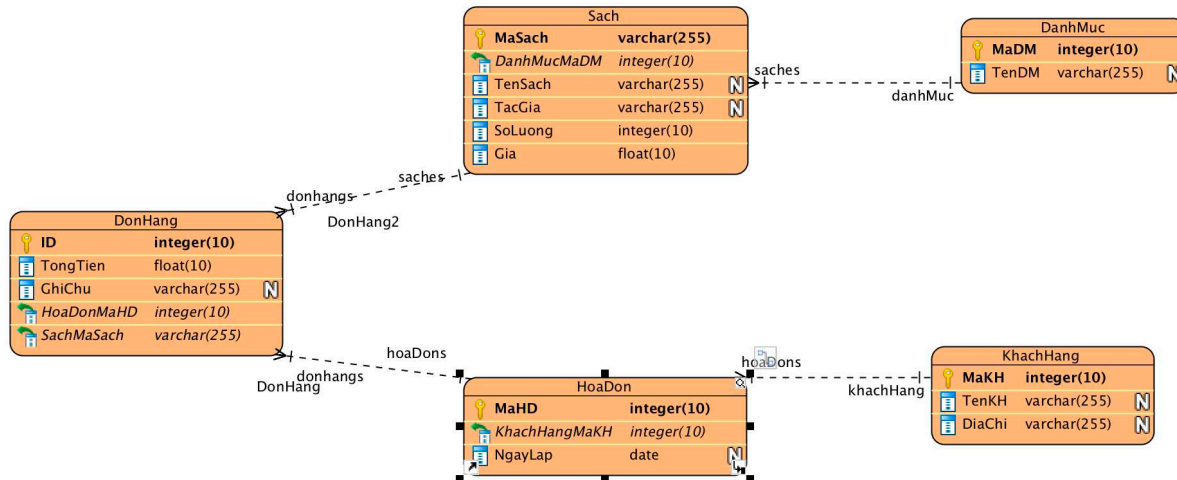 Sach
MaSach varchar(255)
DanhMucMaDM integer(10)
TenSach varchar(255) N
TacGia varchar(255) N
SoLuong integer(10)
Gia float(10)
DanhMuc
MaDM integer(10)
TenDM varchar(255) N
saches
danhMuc
saches
donhangs
DonHang2
DonHang
ID integer(10)
TongTien float(10)
GhiChu varchar(255) N
HoaDonMaHD integer(10)
SachMaSach varchar(255)
hoaDons
donhangs
DonHang
HoaDon
MaHD integer(10)
KhachHangMaKH integer(10)
NgayLap date N
hoaDons
khachHang
KhachHang
MaKH integer(10)
TenKH varchar(255) N
DiaChi varchar(255) N